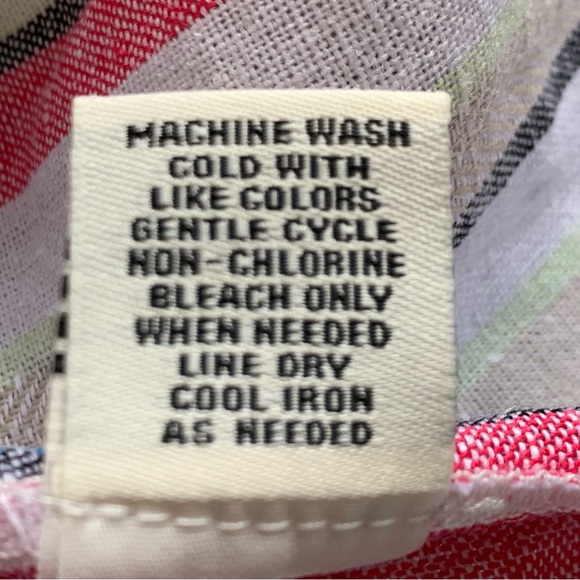 MACHINE WASH
COLD WITH
LIKE COLORS
GENTLE CYCLE
NON-CHLORINE
BLEACH ONLY
WHEN NEEDED
LINE DRY
COOL IRON
AS NEEDED